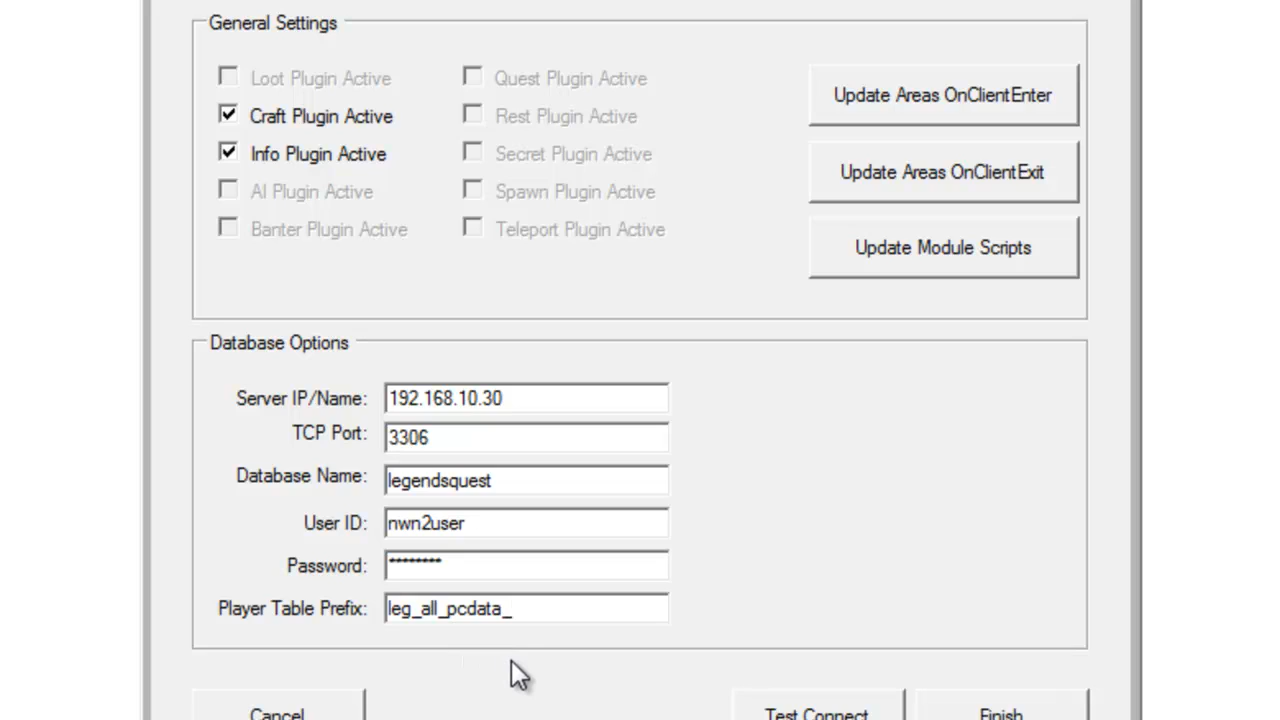 General Settings
Loot Plugin Active
Quest Plugin Active
Update Areas OnClientEnter
Craft Plugin Active
Rest Plugin Active
Info Plugin Active
Secret Plugin Active
Update Areas OnClientExit
AI Plugin Active
Spawn Plugin Active
Banter Plugin Active
Teleport Plugin Active
Update Module Scripts
Database Options
Server IP/Name: 192.168.10.30
TCP Port: 3306
Database Name: legendsquest
User ID: nwn2user
Password: ********
Player Table Prefix: leg_all_pcdata_
Cancel
Test Connect
Finish